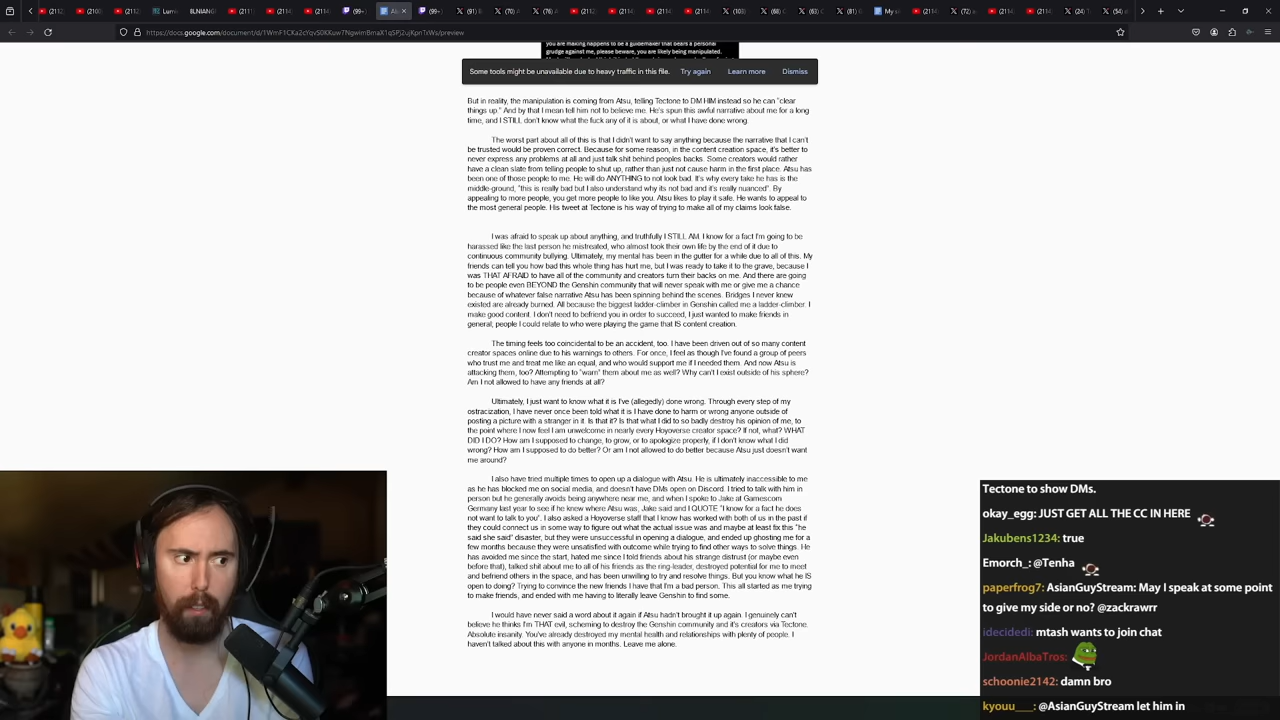 docs.google.com/document/d/
you are making happens to be a guidemaker that bears a personal
grudge against me, please beware, you are likely being manipulated.
Some tools might be unavailable due to heavy traffic in this file. Try again Learn more Dismiss
But in reality, the manipulation is coming from Atsu, telling Tectone to DM HIM instead so he can "clear
things up." And by that I mean tell him not to believe me. He's spun this awful narrative about me for a long
time, and I STILL don't know what the fuck any of it is about, or what I have done wrong.
The worst part about all of this is that I didn't want to say anything because the narrative that I can't
be trusted would be proven correct. Because for some reason, in the content creation space, it's better to
never express any problems at all and just talk shit behind peoples backs. Some creators would rather
have a clean slate from telling people to shut up, rather than just not cause harm in the first place. Atsu has
been one of those people to me. He will do ANYTHING to not look bad. It's why every take he has is the
middle-ground, "this is really bad but I also understand why its not bad and it's really nuanced". By
appealing to more people, you get more people to like you. Atsu likes to play it safe. He wants to appeal to
the most general people. His tweet at Tectone is his way of trying to make all of my claims look false.
I was afraid to speak up about anything, and truthfully I STILL AM. I know for a fact I'm going to be
harassed like the last person he mistreated, who almost took their own life by the end of it due to
continuous community bullying. Ultimately, my mental has been in the gutter for a while due to all of this. My
friends can tell you how bad this whole thing has hurt me, but I was ready to take it to the grave, because I
was THAT AFRAID to have all of the community and creators turn their backs on me. And there are going
to be people even BEYOND the Genshin community that will never speak with me or give me a chance
because of whatever false narrative Atsu has been spinning behind the scenes. Bridges I never knew
existed are already burned. All because the biggest ladder-climber in Genshin called me a ladder-climber. I
make good content. I don't need to befriend you in order to succeed, I just wanted to make friends in
general, people I could relate to who were playing the game that IS content creation.
The timing feels too coincidental to be an accident, too. I have been driven out of so many content
creator spaces online due to his warnings to others. For once, I feel as though I've found a group of peers
who trust me and treat me like an equal, and who would support me if I needed them. And now Atsu is
attacking them, too? Attempting to "warn" them about me as well? Why can't I exist outside of his sphere?
Am I not allowed to have any friends at all?
Ultimately, I just want to know what it is I've (allegedly) done wrong. Through every step of my
ostracization, I have never once been told what it is I have done to harm or wrong anyone outside of
posting a picture with a stranger in it. Is that it? Is that what I did to so badly destroy his opinion of me, to
the point where I now feel I am unwelcome in nearly every Hoyoverse creator space? If not, what? WHAT
DID I DO? How am I supposed to change, to grow, or to apologize properly, if I don't know what I did
wrong? How am I supposed to do better? Or am I not allowed to do better because Atsu just doesn't want
me around?
I also have tried multiple times to open up a dialogue with Atsu. He is ultimately inaccessible to me
as he has blocked me on social media, and doesn't have DMs open on Discord. I tried to talk with him in
person but he generally avoids being anywhere near me, and when I spoke to Jake at Gamescom
Germany last year to see if he knew where Atsu was, Jake said and I QUOTE "I know for a fact he does
not want to talk to you". I also asked a Hoyoverse staff that I know has worked with both of us in the past if
they could connect us in some way to figure out what the actual issue was and maybe at least fix this "he
said she said" disaster, but they were unsuccessful in opening a dialogue, and ended up ghosting me for a
few months because they were unsatisfied with outcome while trying to find other ways to solve things. He
has avoided me since the start, hated me since I told friends about his strange distrust (or maybe even
before that), talked shit about me to all of his friends as the ring-leader, destroyed potential for me to meet
and befriend others in the space, and has been unwilling to try and resolve things. But you know what he IS
open to doing? Trying to convince the new friends I have that I'm a bad person. This all started as me trying
to make friends, and ended with me having to literally leave Genshin to find some.
I would have never said a word about it again if Atsu hadn't brought it up again. I genuinely can't
believe he thinks I'm THAT evil, scheming to destroy the Genshin community and it's creators via Tectone.
Absolute insanity. You've already destroyed my mental health and relationships with plenty of people. I
haven't talked about this with anyone in months. Leave me alone.
Tectone to show DMs.
okay_egg: JUST GET ALL THE CC IN HERE
Jakubens1234: true
Emorch_: @Tenha
paperfrog7: AsianGuyStream: May I speak at some point
to give my side or no? @zackrawrr
idecidedi: mtash wants to join chat
JordanAlbaTros:
schoonie2142: damn bro
kyouu___: @AsianGuyStream let him in